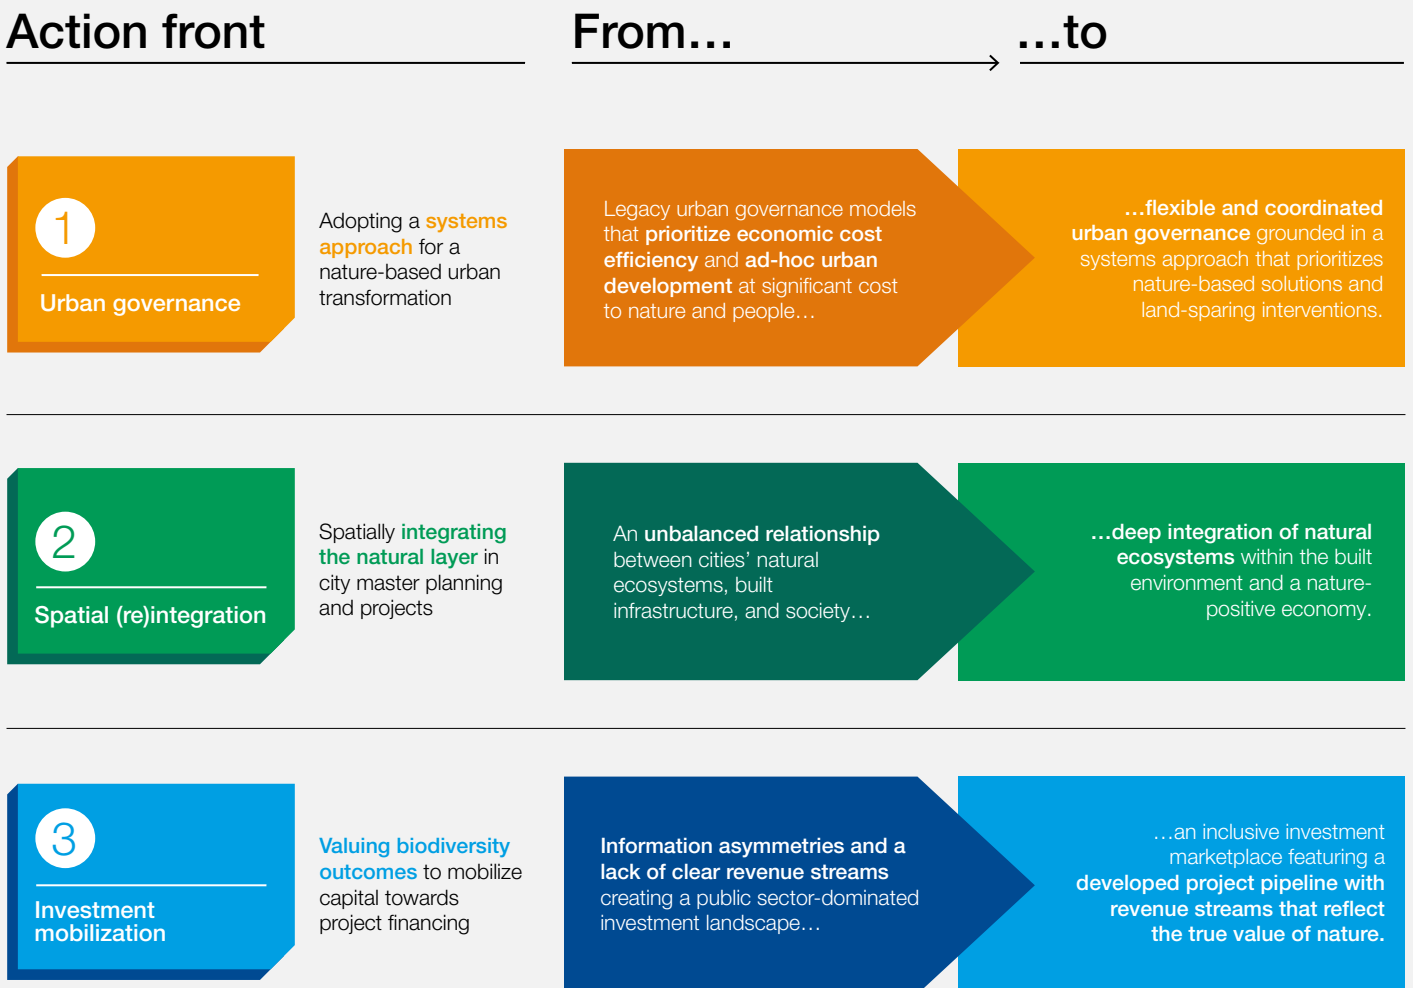 Action front
From…
…to
1
Urban governance
Adopting a systems
approach for a
nature-based urban
transformation
Legacy urban governance models
that prioritize economic cost
efficiency and ad-hoc urban
development at significant cost
to nature and people…
…flexible and coordinated
urban governance grounded in a
systems approach that prioritizes
nature-based solutions and
land-sparing interventions.
2
Spatial (re)integration
Spatially integrating
the natural layer in
city master planning
and projects
An unbalanced relationship
between cities’ natural
ecosystems, built
infrastructure, and society…
…deep integration of natural
ecosystems within the built
environment and a nature-
positive economy.
3
Investment
mobilization
Valuing biodiversity
outcomes to mobilize
capital towards
project financing
Information asymmetries and a
lack of clear revenue streams
creating a public sector-dominated
investment landscape…
…an inclusive investment
marketplace featuring a
developed project pipeline with
revenue streams that reflect
the true value of nature.